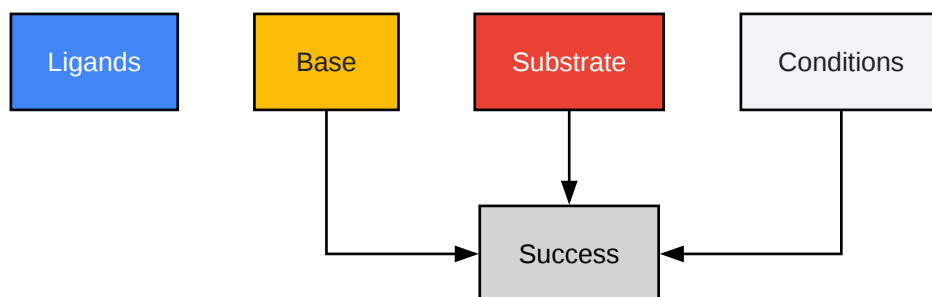 Ligands
Base
Substrate
Conditions
Success